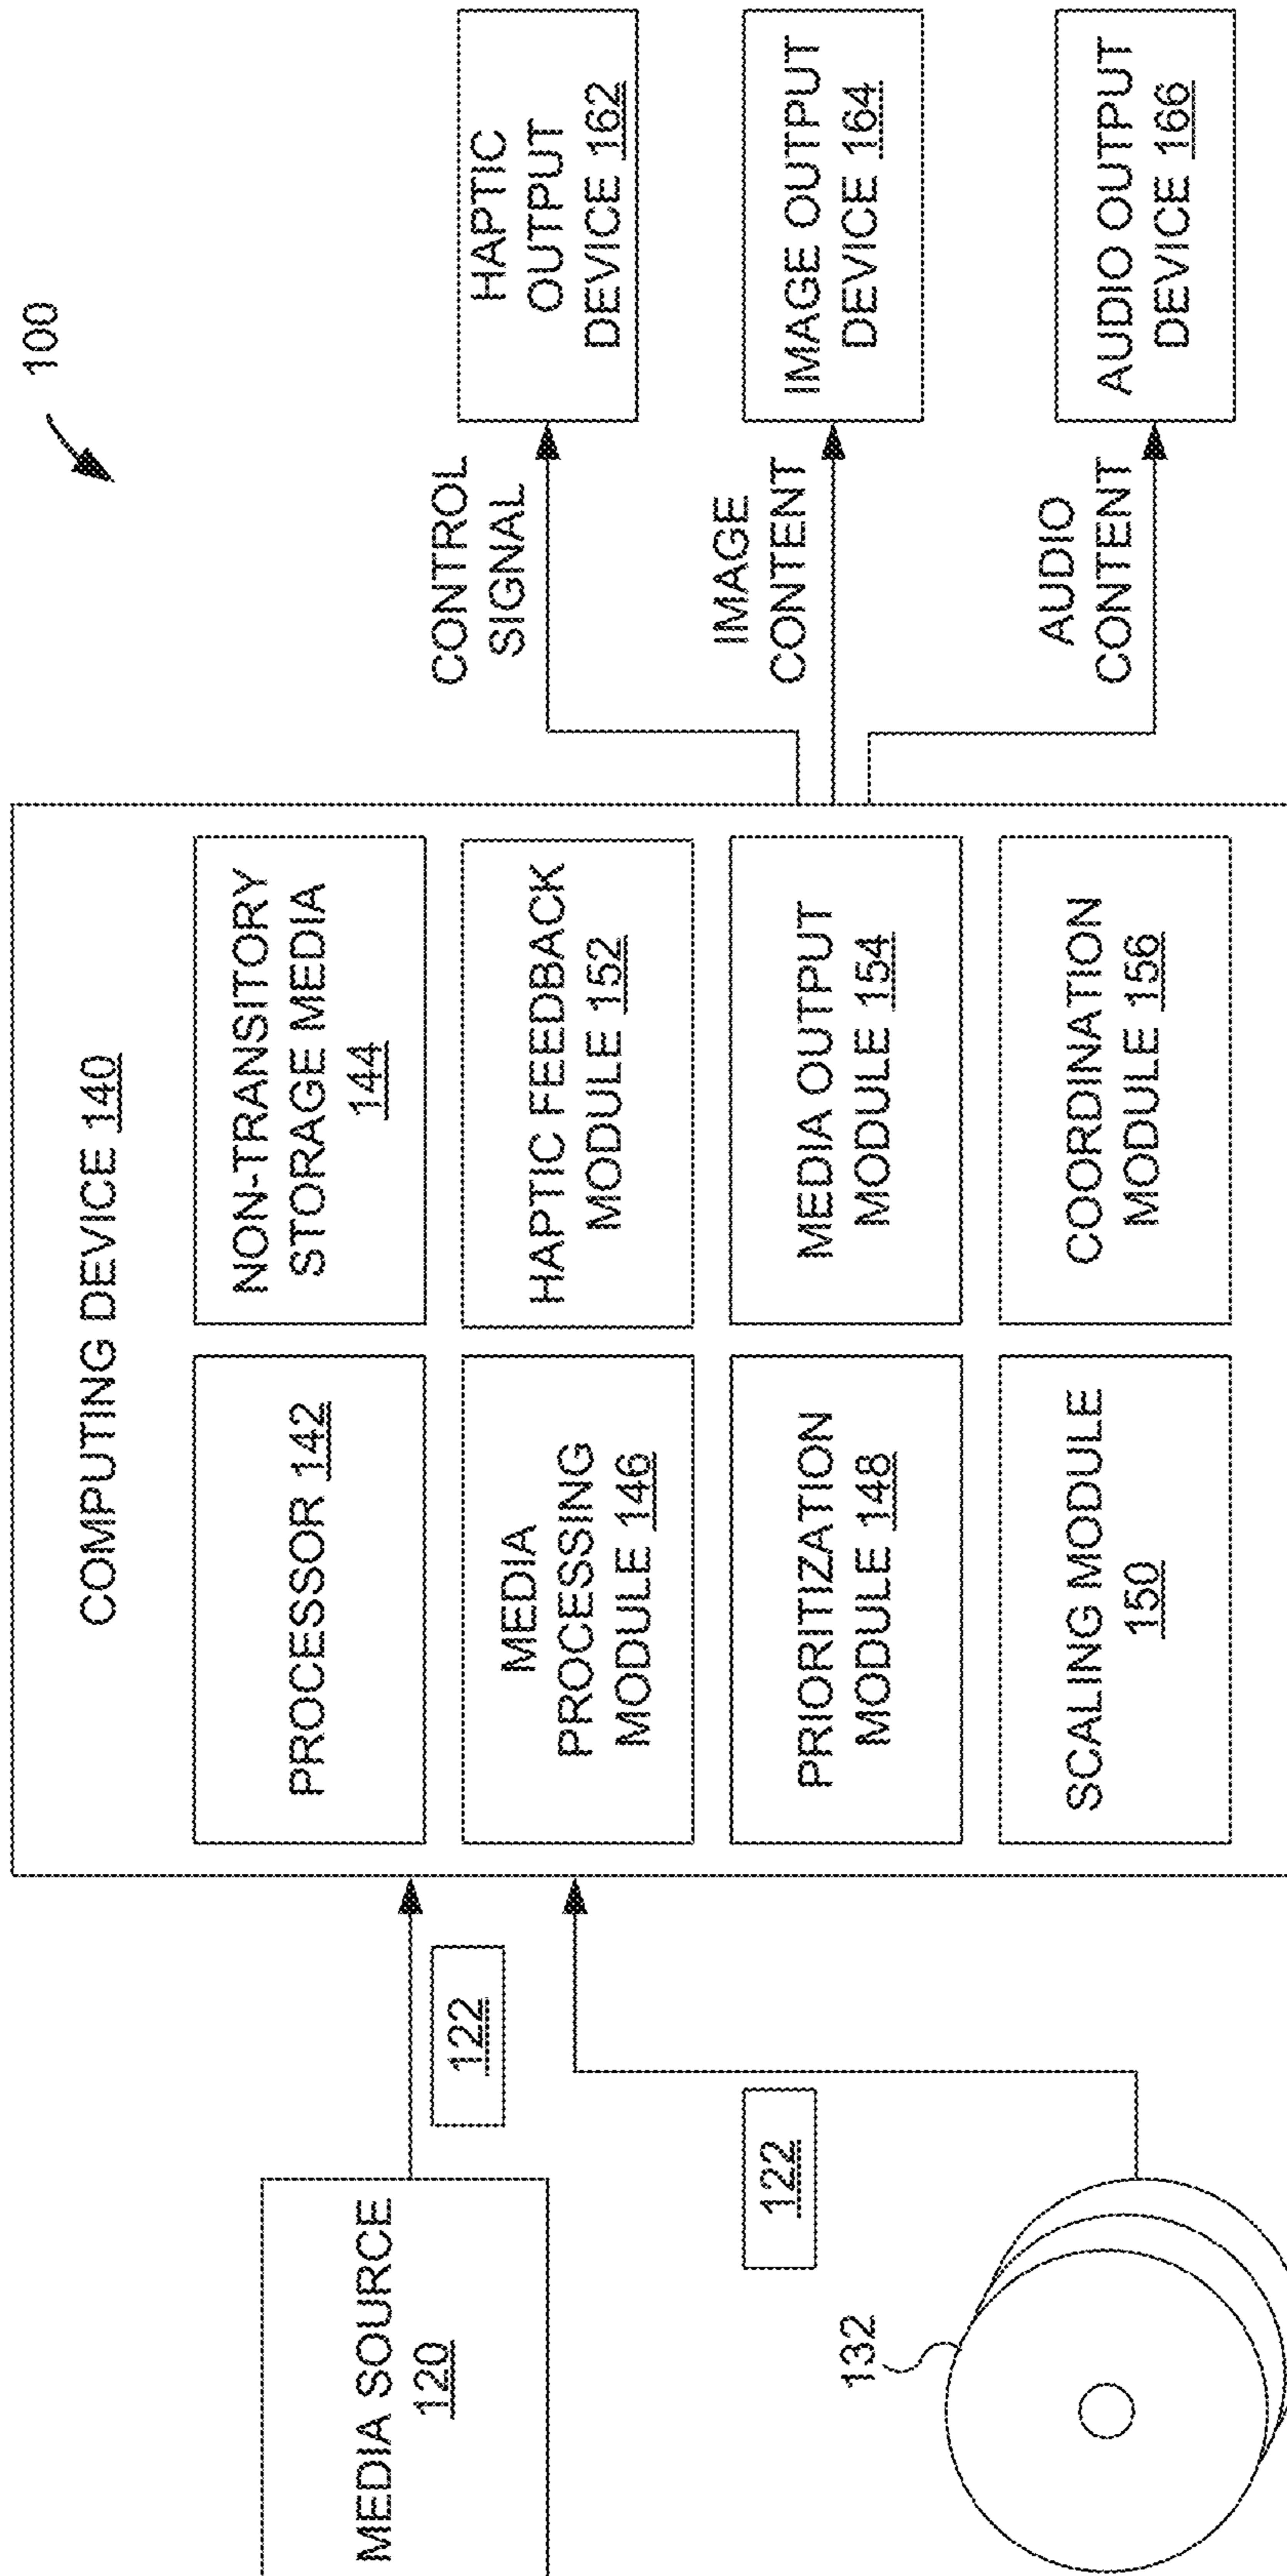 100
MEDIA SOURCE
120
122
122
132
COMPUTING DEVICE 140
PROCESSOR 142
NON-TRANSITORY
STORAGE MEDIA
144
MEDIA
PROCESSING
MODULE 146
HAPTIC FEEDBACK
MODULE 152
PRIORITIZATION
MODULE 148
MEDIA OUTPUT
MODULE 154
SCALING MODULE
150
COORDINATION
MODULE 156
CONTROL
SIGNAL
HAPTIC
OUTPUT
DEVICE 162
IMAGE
CONTENT
IMAGE OUTPUT
DEVICE 164
AUDIO
CONTENT
AUDIO OUTPUT
DEVICE 166